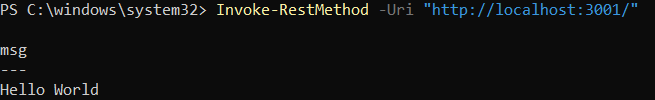 PS C:\windows\system32> Invoke-RestMethod -Uri "http://localhost:3001/"
msg
---
Hello World